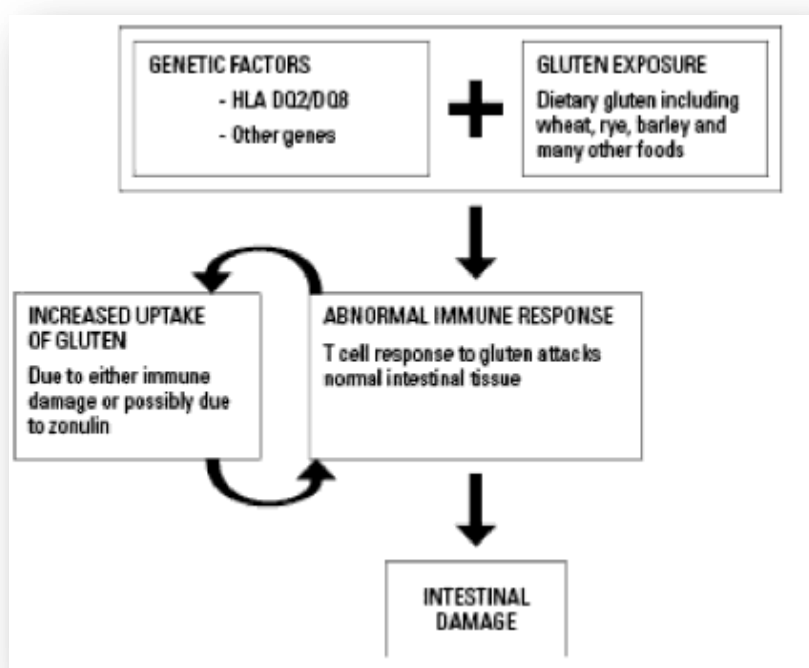 GENETIC FACTORS
- HLA DQ2/DQ8
- Other genes
GLUTEN EXPOSURE
Dietary gluten including
wheat, rye, barley and
many other foods
INCREASED UPTAKE
OF GLUTEN
Due to either immune
damage or possibly due
to zonulin
ABNORMAL IMMUNE RESPONSE
T cell response to gluten attacks
normal intestinal tissue
INTESTINAL
DAMAGE